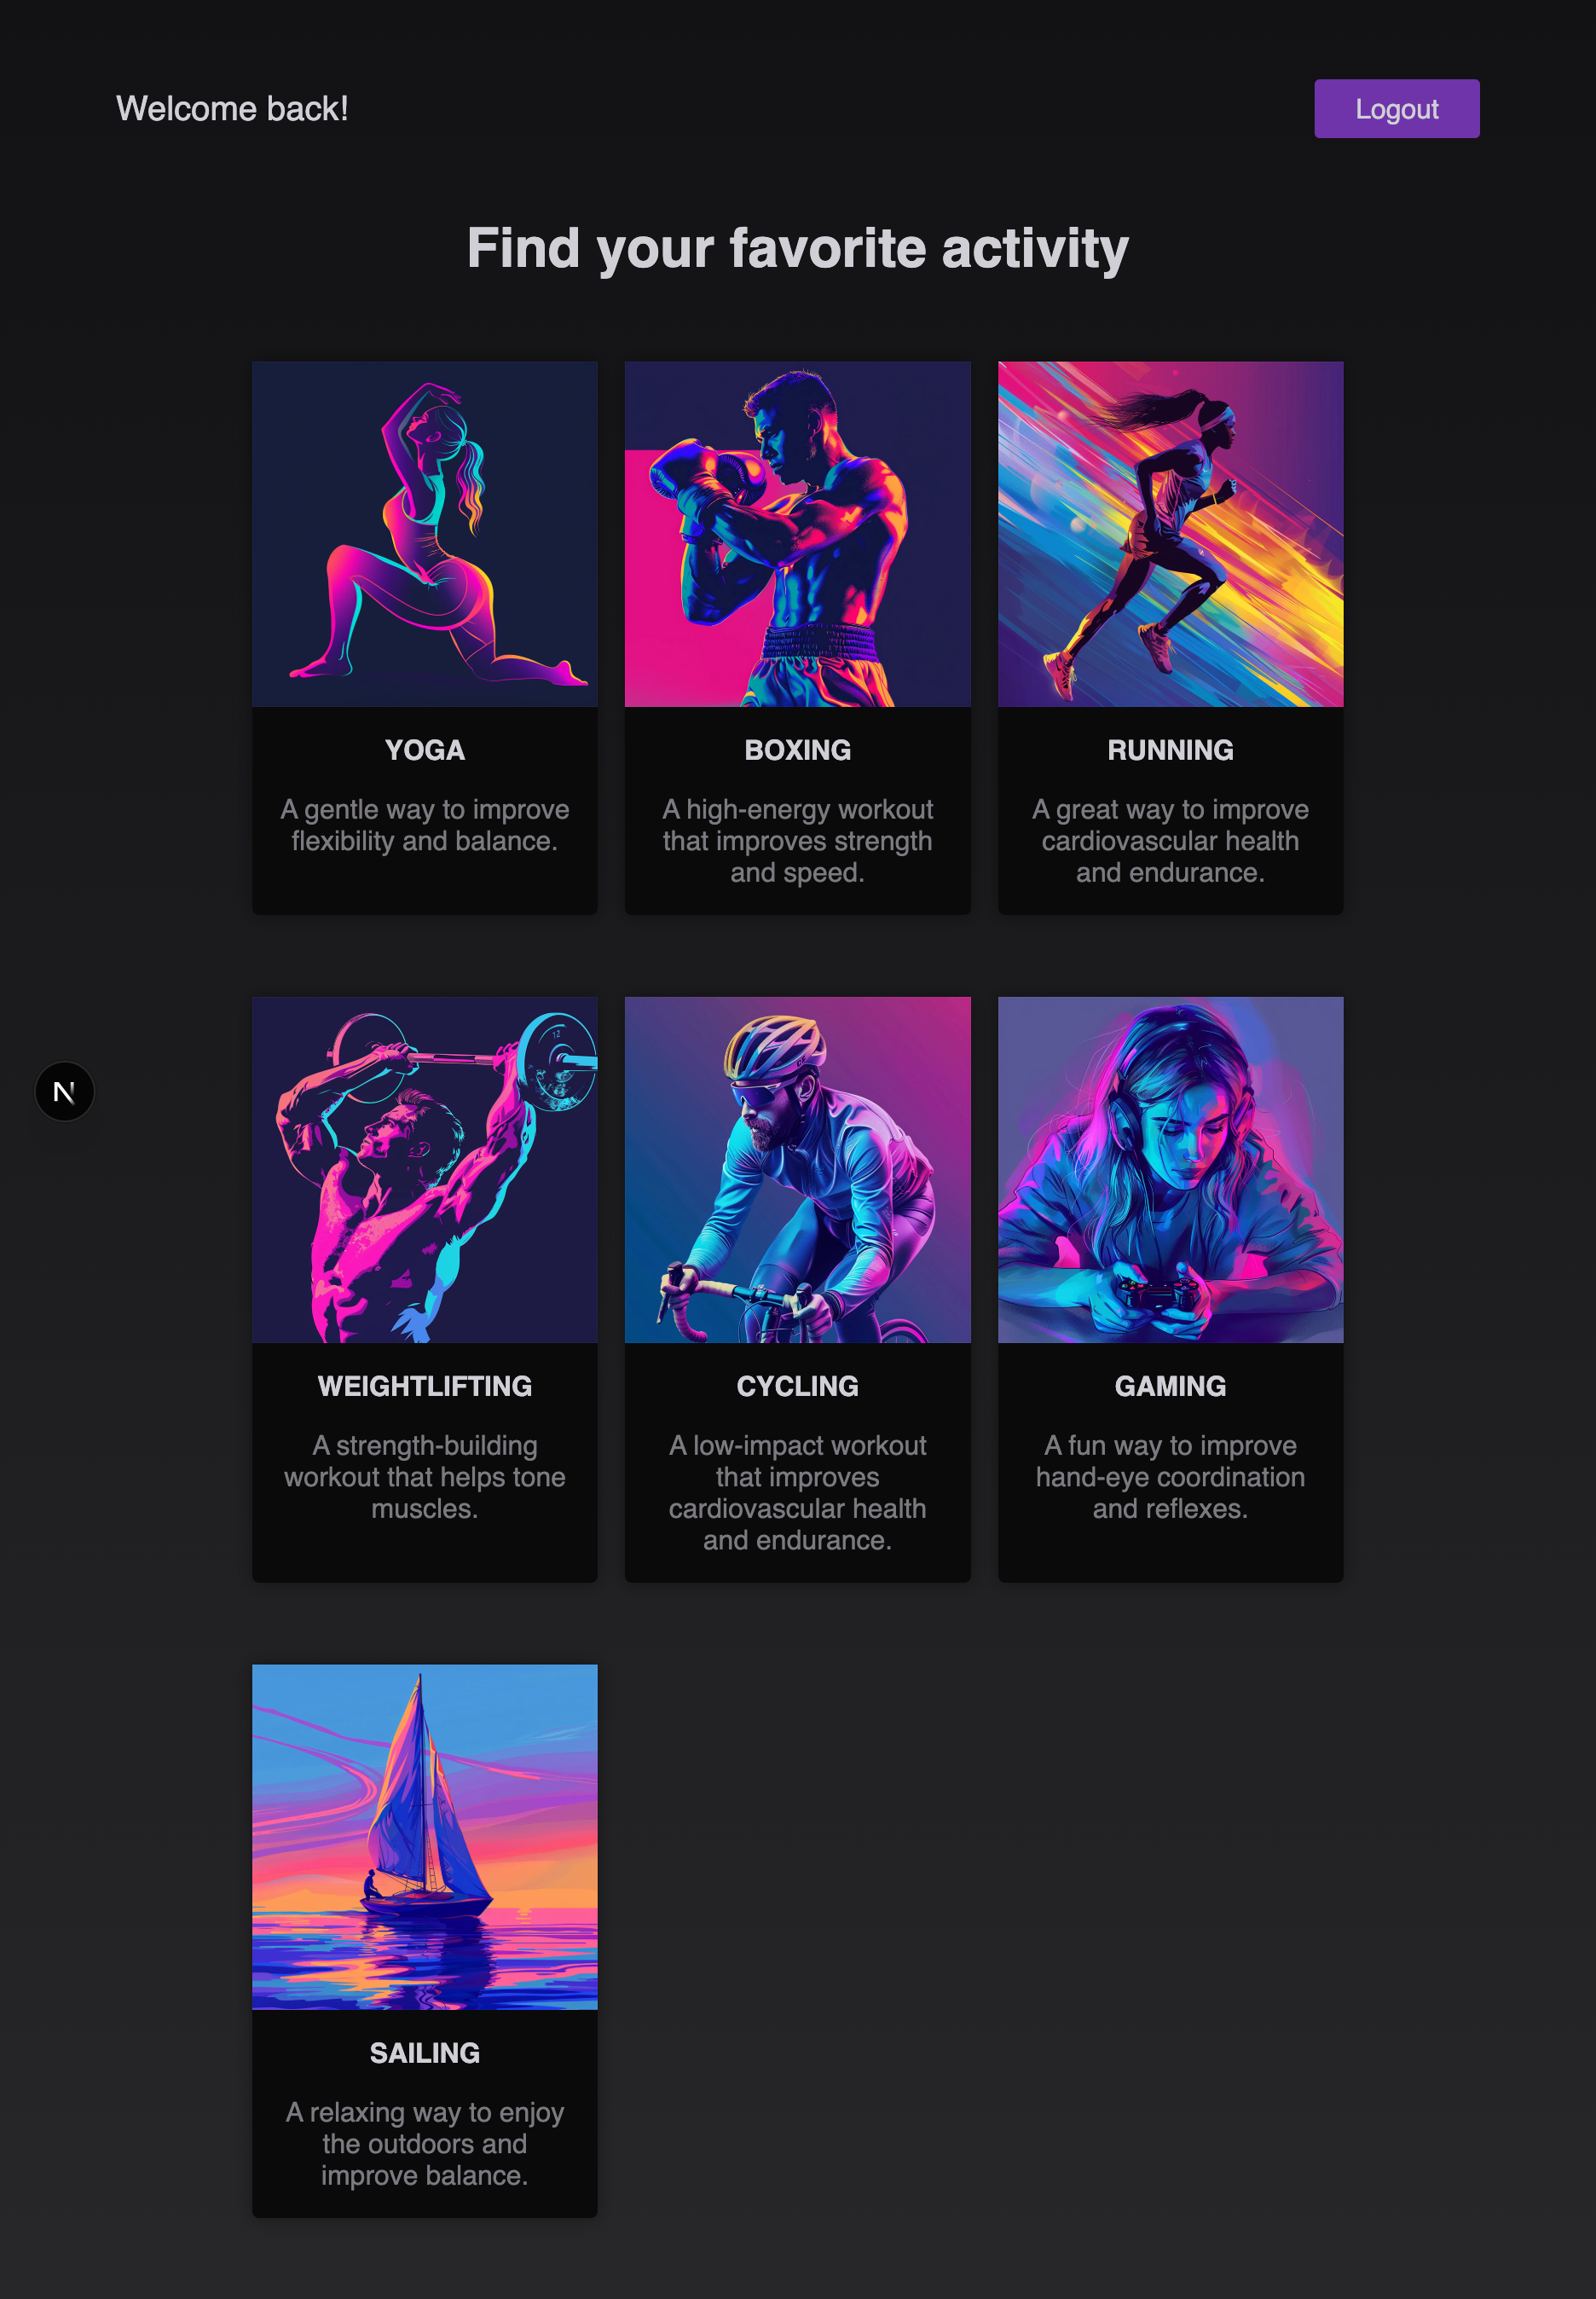 Welcome back!
Logout
Find your favorite activity
YOGA
A gentle way to improve
flexibility and balance.
BOXING
A high-energy workout
that improves strength
and speed.
RUNNING
A great way to improve
cardiovascular health
and endurance.
N
12
WEIGHTLIFTING
A strength-building
workout that helps tone
muscles.
CYCLING
A low-impact workout
that improves
cardiovascular health
and endurance.
GAMING
A fun way to improve
hand-eye coordination
and reflexes.
SAILING
A relaxing way to enjoy
the outdoors and
improve balance.